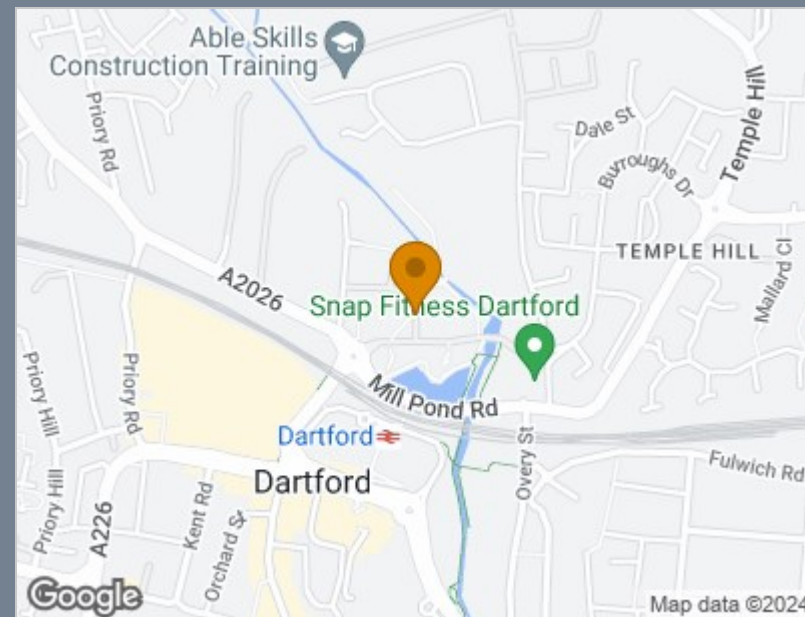 Able Skills
Construction Training
Priory Rd
Temple Hill
Dale St
Burroughs Dr
TEMPLE HILL
Mallard Cl
A2026
Snap Fitness Dartford
Priory Rd
Mill Pond Rd
Priory Hill
Priory Hill
Dartford
Dartford
Overy St
Fulwich Rd
A226
Kent Rd
Orchard St
Google
Map data ©2024